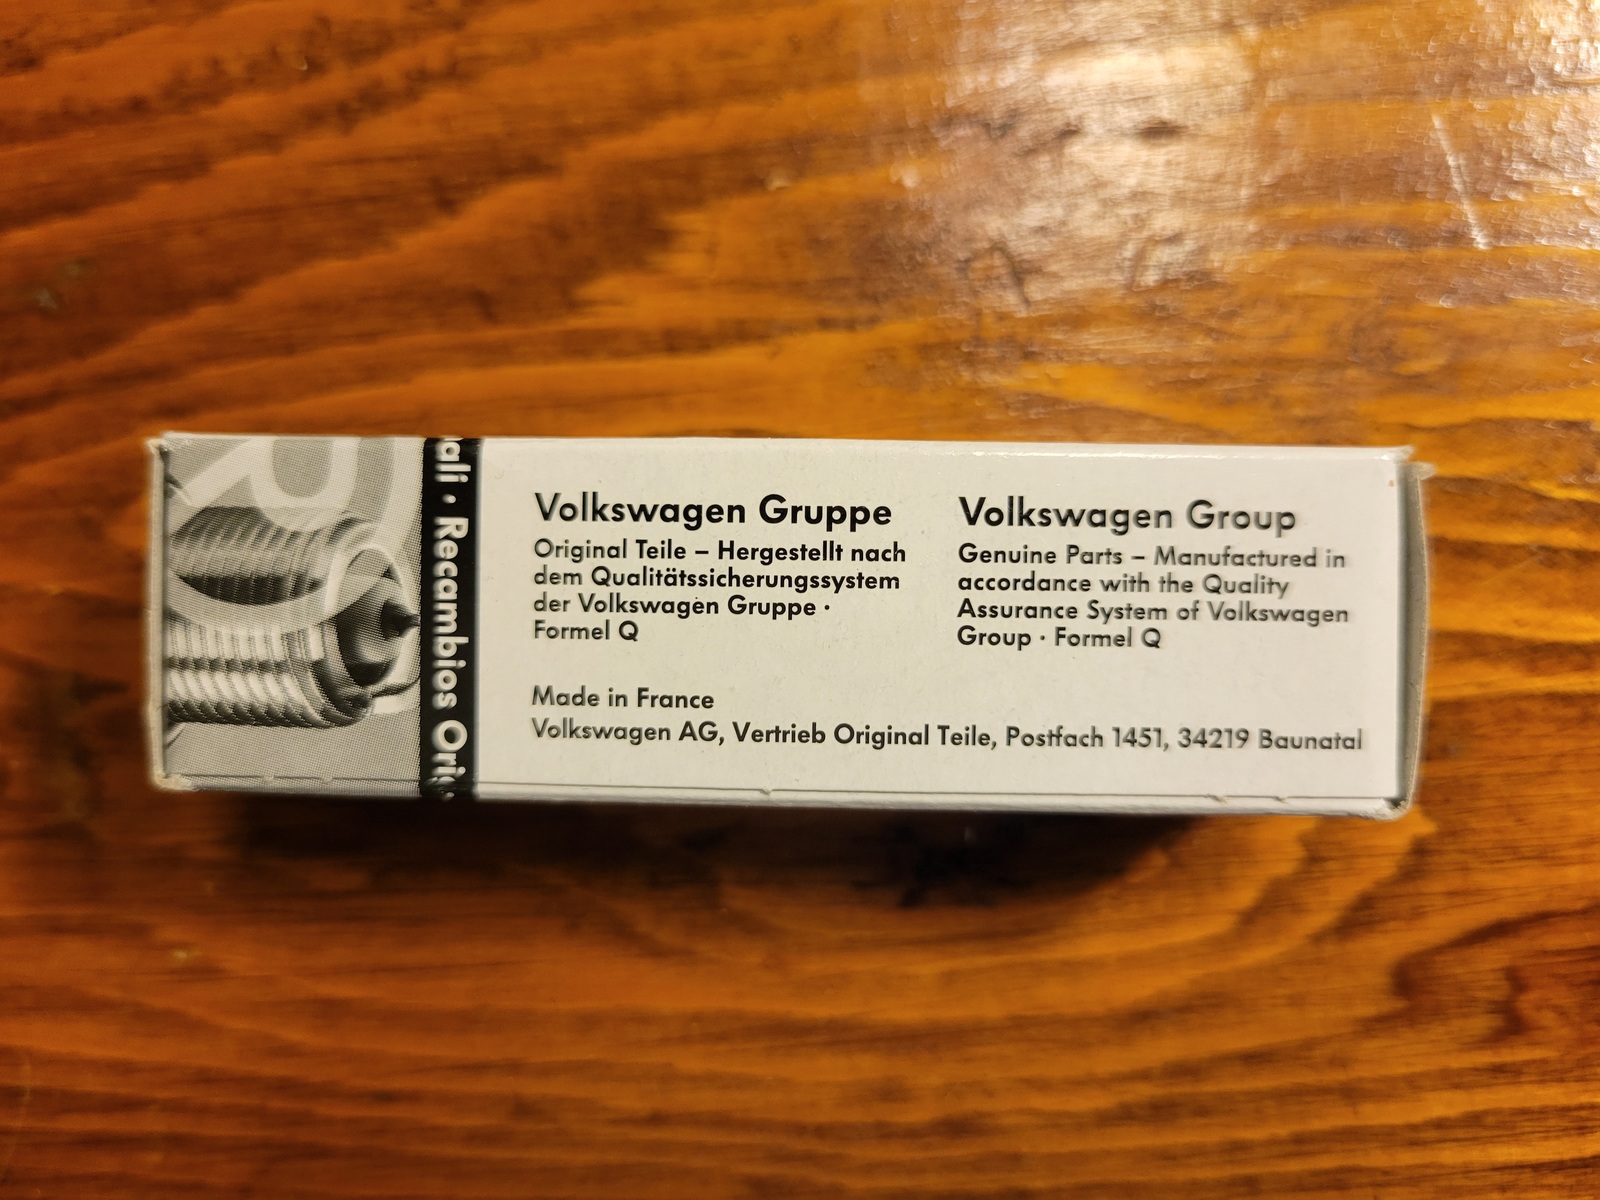 ali · Recambios Ori
Volkswagen Gruppe
Original Teile – Hergestellt nach
dem Qualitätssicherungssystem
der Volkswagen Gruppe ·
Formel Q
Volkswagen Group
Genuine Parts – Manufactured in
accordance with the Quality
Assurance System of Volkswagen
Group · Formel Q
Made in France
Volkswagen AG, Vertrieb Original Teile, Postfach 1451, 34219 Baunatal